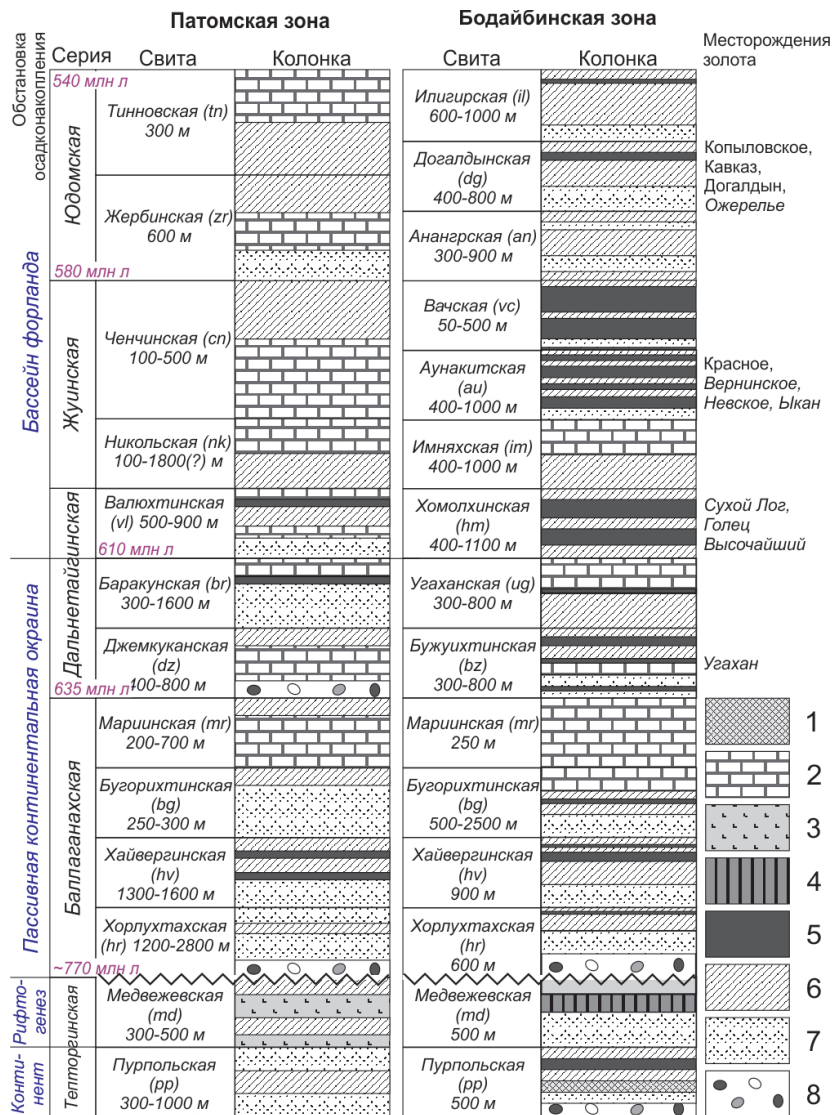 Патомская зона
Бодайбинская зона
Обстановка
осадконакопления
Серия
Свита
Колонка
Свита
Колонка
Месторождения
золота
540 млн л
Юдомская
Тинновская (tn)
300 м
Жербинская (zr)
600 м
580 млн л
Бассейн форланда
Жуинская
Ченчинская (cn)
100-500 м
Никольская (nk)
100-1800(?) м
Дальнетайгинская
Валюхтинская
(vl) 500-900 м
610 млн л
Пассивная континентальная окраина
Баракунская (br)
300-1600 м
Джемкуканская
(dz)
400-800 м
635 млн л
Баллаганахская
Мариинская (mr)
200-700 м
Бугорихтинская
(bg)
250-300 м
Хайвергинская
(hv)
1300-1600 м
Хорлухтахская
(hr) 1200-2800 м
~770 млн л
Рифто-
генез
Тепторгинская
Медвежевская
(md)
300-500 м
Конти-
нент
Пурпольская
(pp)
300-1000 м
Илигирская (il)
600-1000 м
Догалдынская
(dg)
400-800 м
Анангрская (an)
300-900 м
Вачская (vc)
50-500 м
Аунакитская
(au)
400-1000 м
Имняхская (im)
400-1000 м
Хомолхинская
(hm)
400-1100 м
Угаханская (ug)
300-800 м
Бужуихтинская
(bz)
300-800 м
Мариинская (mr)
250 м
Бугорихтинская
(bg)
500-2500 м
Хайвергинская
(hv)
900 м
Хорлухтахская
(hr)
600 м
Медвежевская
(md)
500 м
Пурпольская
(pp)
500 м
Копыловское,
Кавказ,
Догалдын,
Ожерелье
Красное,
Вернинское,
Невское, Ыкан
Сухой Лог,
Голец
Высочайший
Угахан
1
2
3
4
5
6
7
8